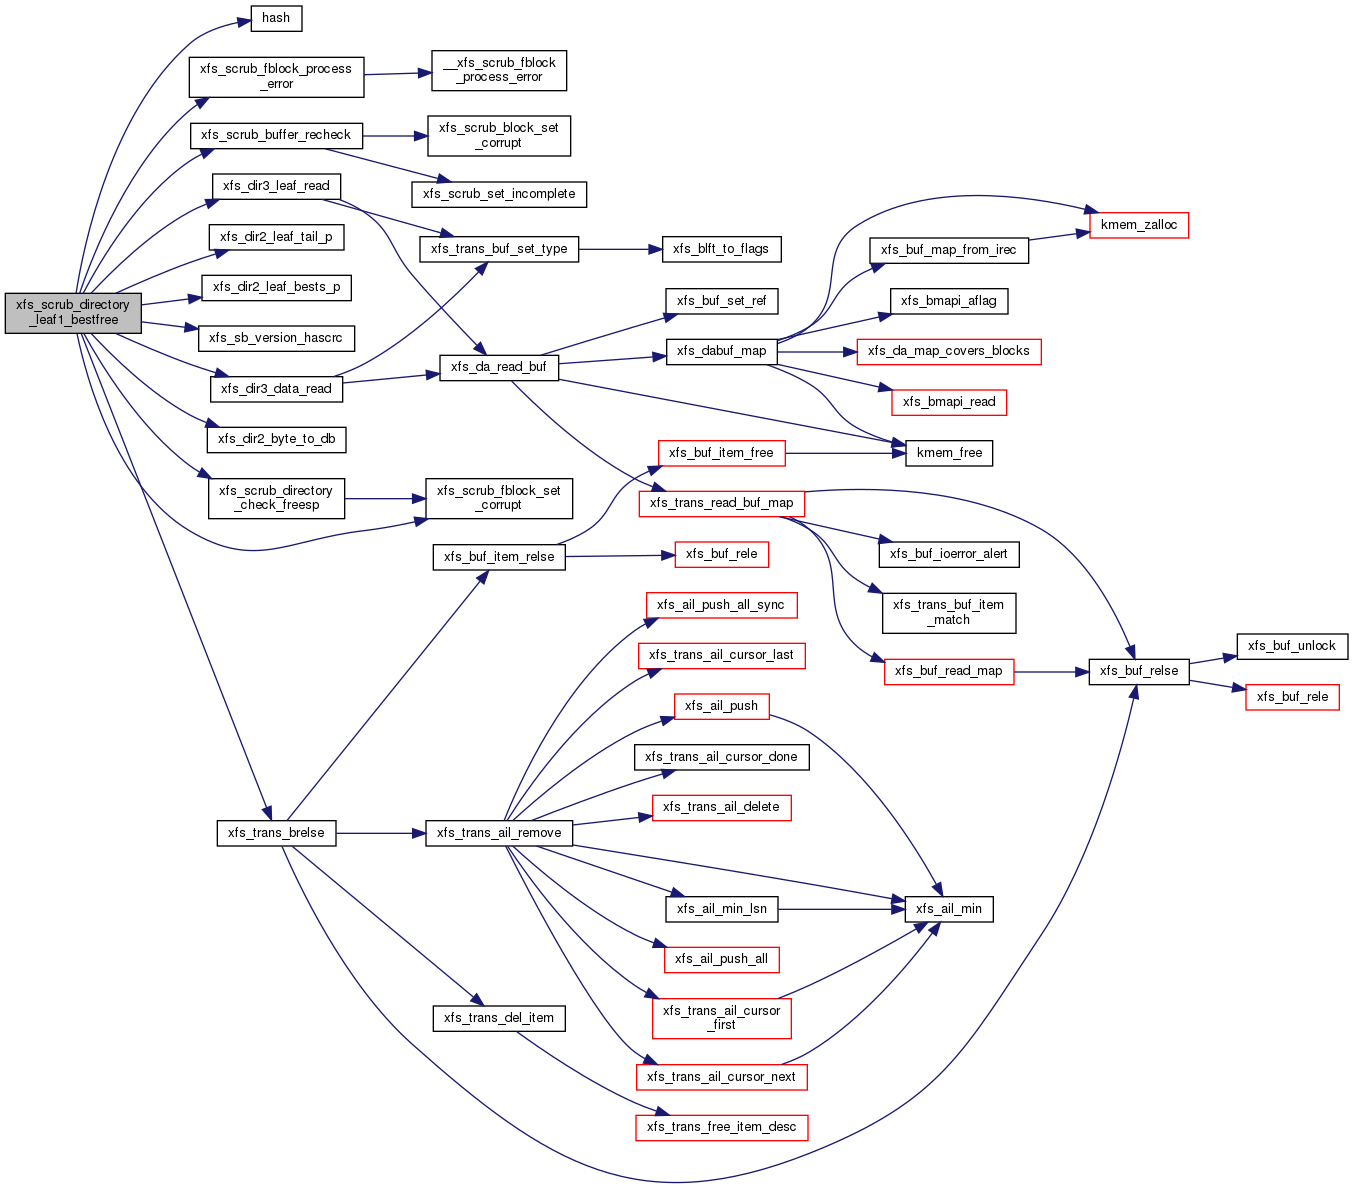 hash
xfs_scrub_fblock_process
_error
__xfs_scrub_fblock
_process_error
xfs_scrub_buffer_recheck
xfs_scrub_block_set
_corrupt
xfs_dir3_leaf_read
xfs_scrub_set_incomplete
xfs_dir2_leaf_tail_p
xfs_trans_buf_set_type
xfs_blft_to_flags
xfs_buf_map_from_irec
kmem_zalloc
xfs_dir2_leaf_bests_p
xfs_buf_set_ref
xfs_bmapi_aflag
xfs_scrub_directory
_leaf1_bestfree
xfs_sb_version_hascrc
xfs_da_read_buf
xfs_dabuf_map
xfs_da_map_covers_blocks
xfs_dir3_data_read
xfs_bmapi_read
xfs_dir2_byte_to_db
xfs_buf_item_free
kmem_free
xfs_scrub_directory
_check_freesp
xfs_scrub_fblock_set
_corrupt
xfs_trans_read_buf_map
xfs_buf_item_relse
xfs_buf_rele
xfs_buf_ioerror_alert
xfs_ail_push_all_sync
xfs_trans_buf_item
_match
xfs_trans_ail_cursor_last
xfs_buf_read_map
xfs_buf_relse
xfs_buf_unlock
xfs_buf_rele
xfs_ail_push
xfs_trans_ail_cursor_done
xfs_trans_ail_delete
xfs_trans_brelse
xfs_trans_ail_remove
xfs_ail_min_lsn
xfs_ail_min
xfs_ail_push_all
xfs_trans_ail_cursor
_first
xfs_trans_del_item
xfs_trans_ail_cursor_next
xfs_trans_free_item_desc